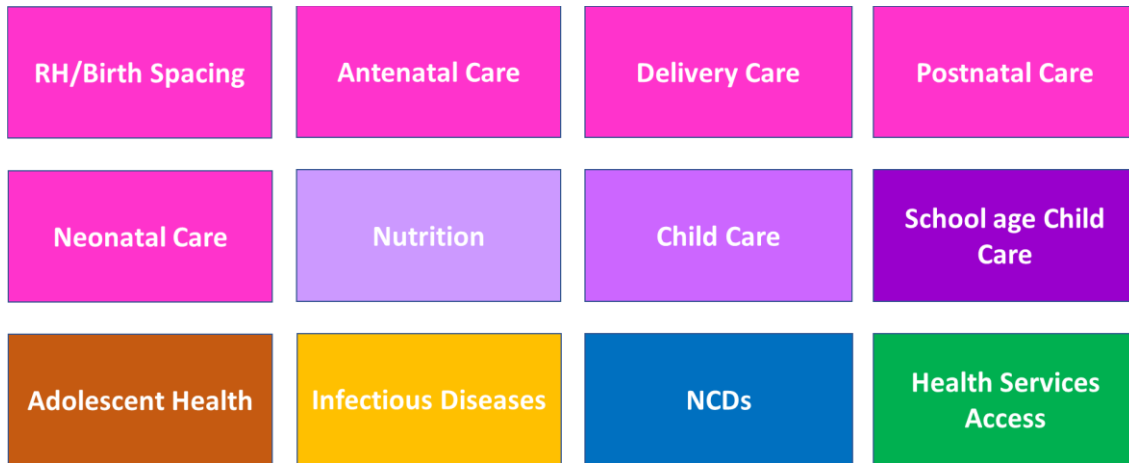 RH/Birth Spacing
Antenatal Care
Delivery Care
Postnatal Care
Neonatal Care
Nutrition
Child Care
School age Child
Care
Adolescent Health
Infectious Diseases
NCDs
Health Services
Access